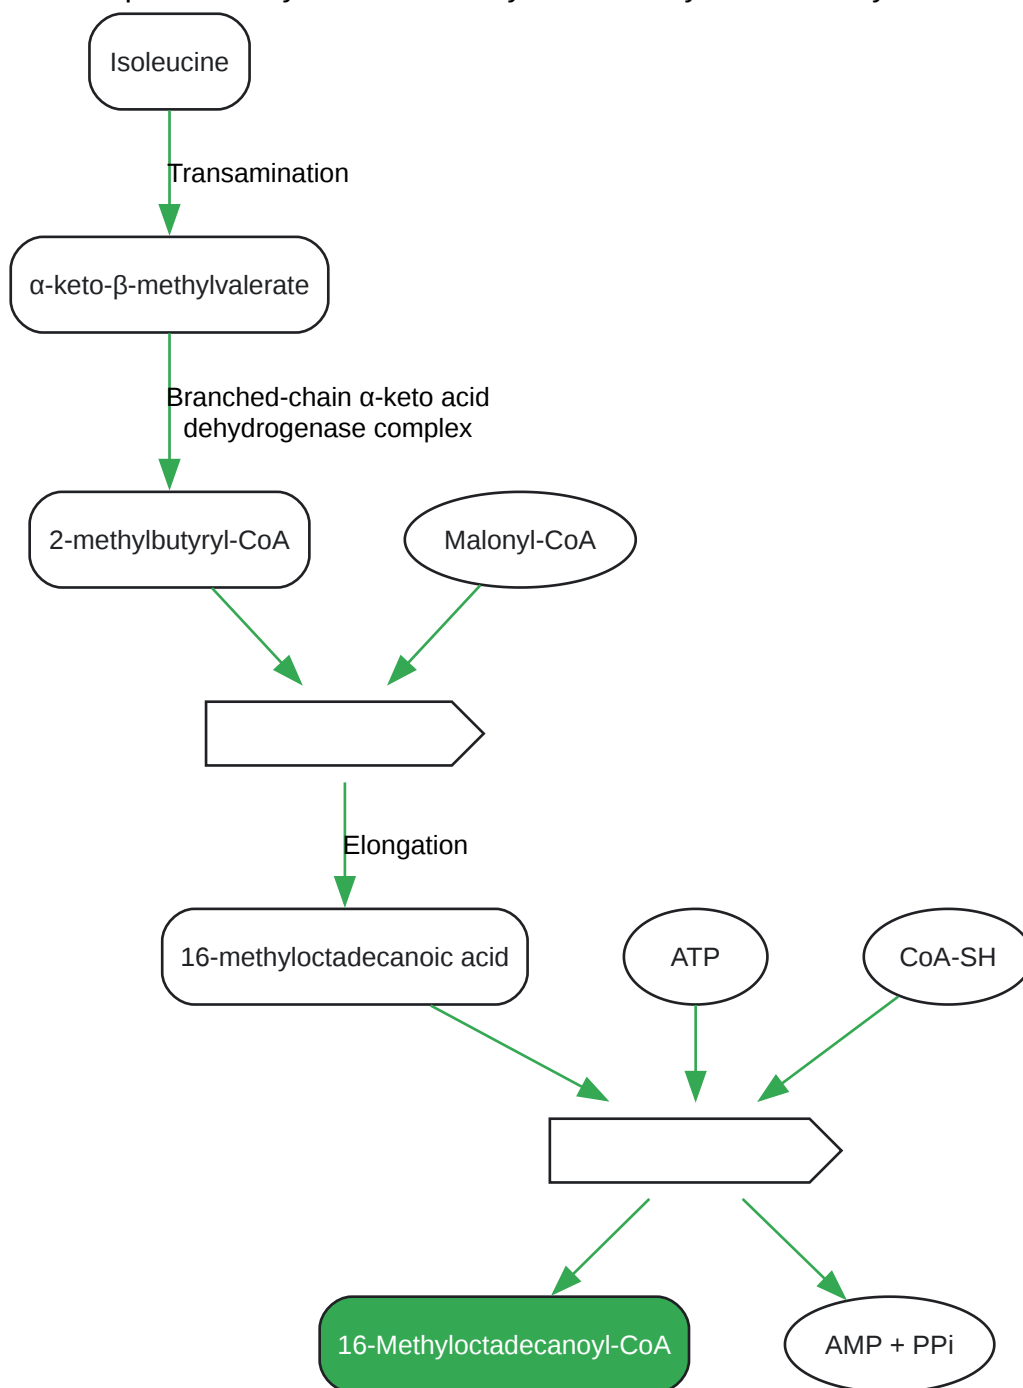 Isoleucine
Transamination
α-keto-β-methylvalerate
Branched-chain α-keto acid
dehydrogenase complex
2-methylbutyryl-CoA
Malonyl-CoA
Elongation
16-methyloctadecanoic acid
ATP
CoA-SH
16-Methyloctadecanoyl-CoA
AMP + PPi